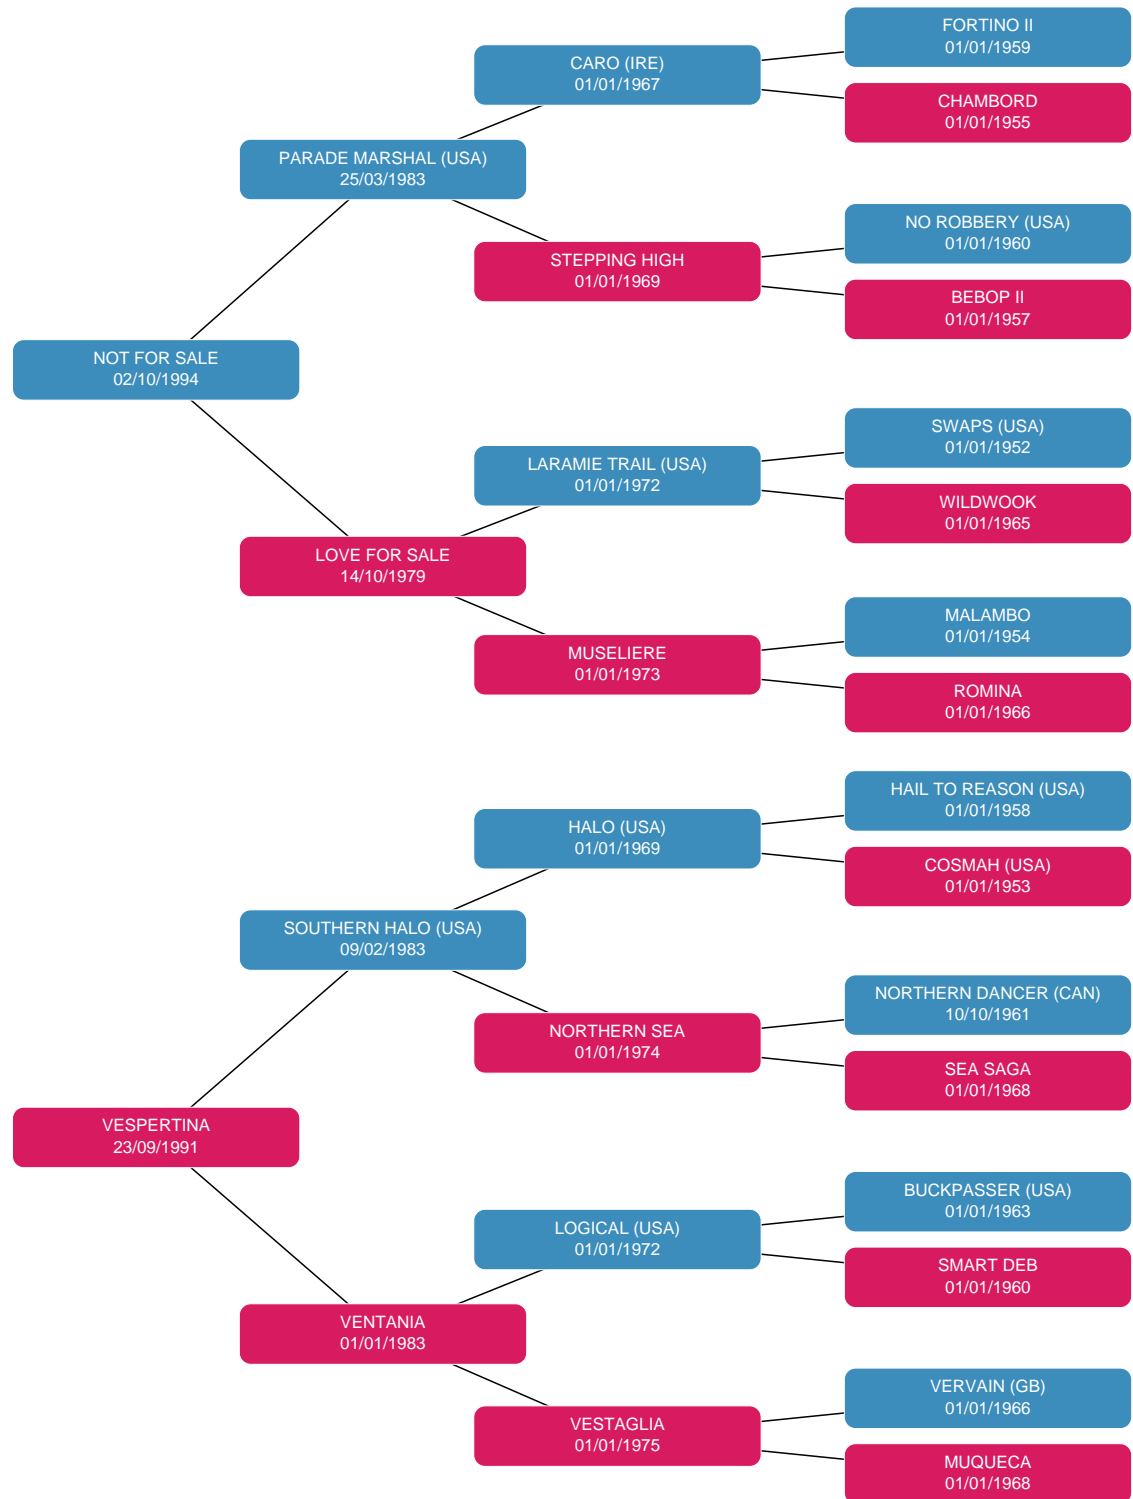 FORTINO II
01/01/1959
CARO (IRE)
01/01/1967
CHAMBORD
01/01/1955
PARADE MARSHAL (USA)
25/03/1983
NO ROBBERY (USA)
01/01/1960
STEPPING HIGH
01/01/1969
BEBOP II
01/01/1957
NOT FOR SALE
02/10/1994
SWAPS (USA)
01/01/1952
LARAMIE TRAIL (USA)
01/01/1972
WILDWOOK
01/01/1965
LOVE FOR SALE
14/10/1979
MALAMBO
01/01/1954
MUSELIERE
01/01/1973
ROMINA
01/01/1966
HAIL TO REASON (USA)
01/01/1958
HALO (USA)
01/01/1969
COSMAH (USA)
01/01/1953
SOUTHERN HALO (USA)
09/02/1983
NORTHERN DANCER (CAN)
10/10/1961
NORTHERN SEA
01/01/1974
SEA SAGA
01/01/1968
VESPERTINA
23/09/1991
BUCKPASSER (USA)
01/01/1963
LOGICAL (USA)
01/01/1972
SMART DEB
01/01/1960
VENTANIA
01/01/1983
VERVAIN (GB)
01/01/1966
VESTAGLIA
01/01/1975
MUQUECA
01/01/1968